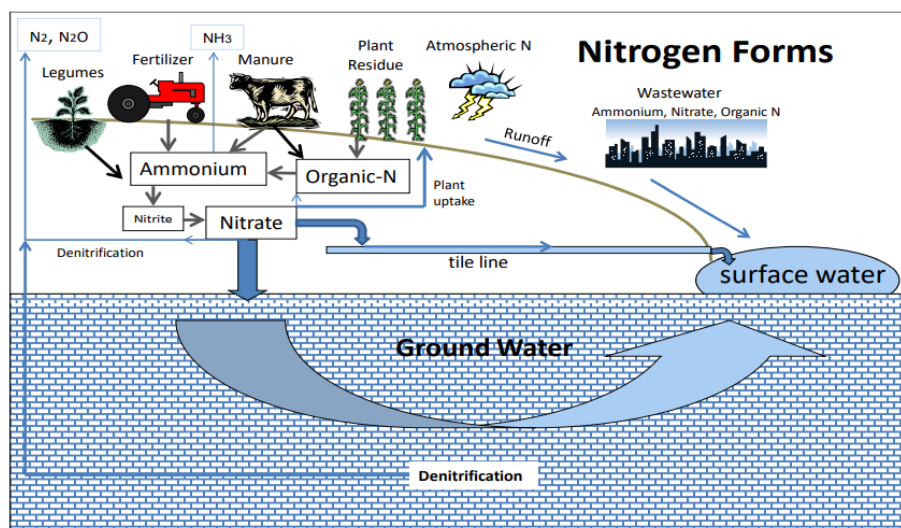 N2, N2O
NH3
Nitrogen Forms
Legumes
Fertilizer
Manure
Plant
Residue
Atmospheric N
Wastewater
Ammonium, Nitrate, Organic N
Runoff
Ammonium
Organic-N
Plant
uptake
Nitrite
Nitrate
Denitrification
tile line
surface water
Ground Water
Denitrification